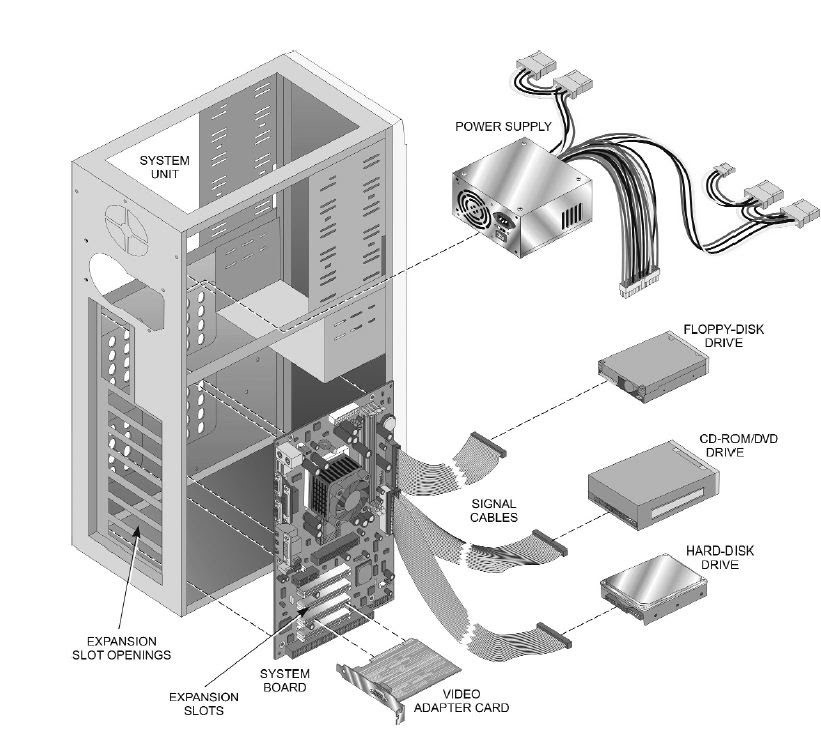 POWER SUPPLY
SYSTEM
UNIT
FLOPPY-DISK
DRIVE
CD-ROM/DVD
DRIVE
SIGNAL
CABLES
HARD-DISK
DRIVE
EXPANSION
SLOT OPENINGS
SYSTEM
BOARD
EXPANSION
SLOTS
VIDEO
ADAPTER CARD